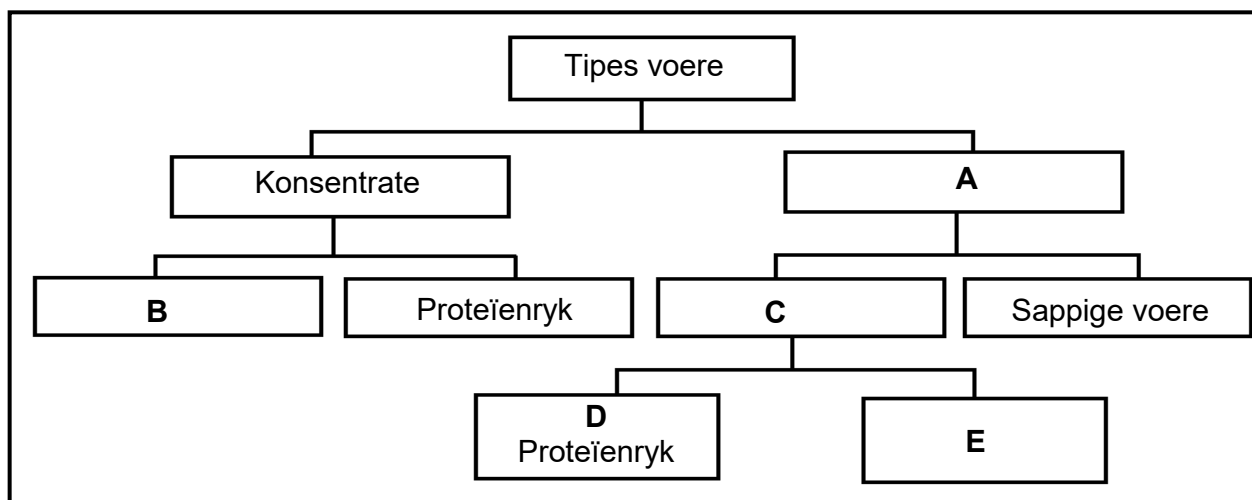 Tipes voere
Konsentrate
A
B
Proteïenryk
C
Sappige voere
D
Proteïenryk
E